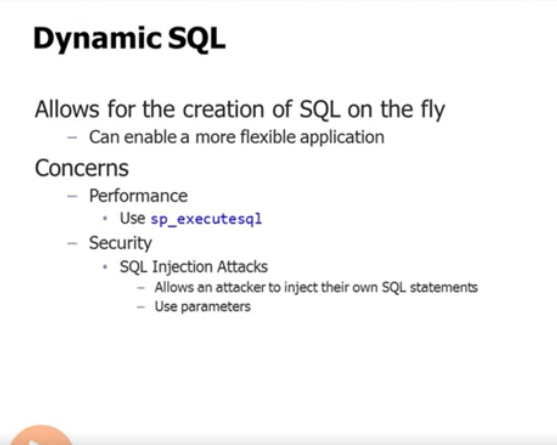 Dynamic SQL
Allows for the creation of SQL on the fly
– Can enable a more flexible application
Concerns
– Performance
• Use sp_executesql
– Security
• SQL Injection Attacks
– Allows an attacker to inject their own SQL statements
– Use parameters